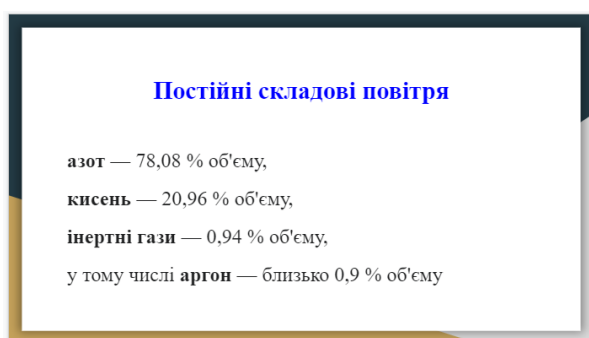 Постійні складові повітря
азот — 78,08 % об'єму,
кисень — 20,96 % об'єму,
інертні гази — 0,94 % об'єму,
у тому числі аргон — близько 0,9 % об'єму